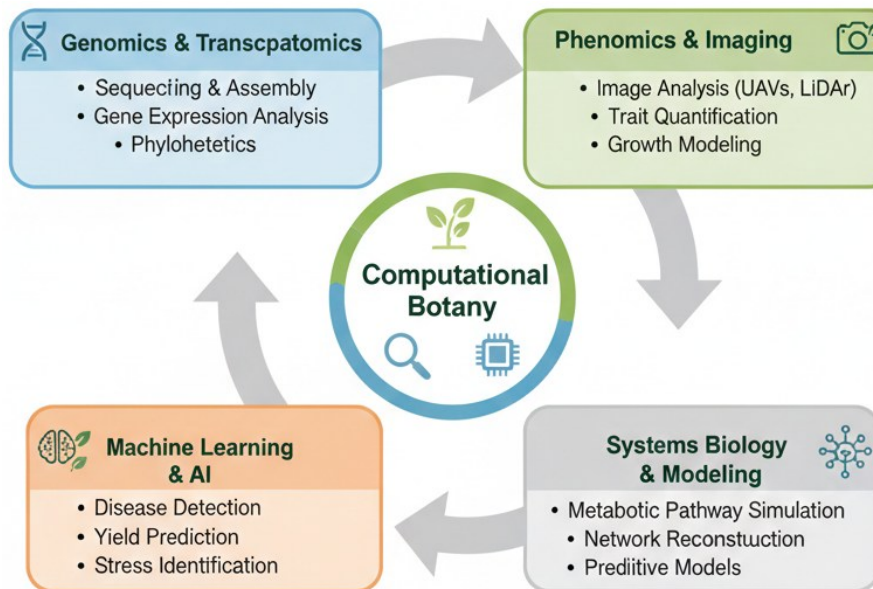 Genomics & Transcpatomics
• Sequecting & Assembly
• Gene Expression Analysis
• Phylohetetics
Phenomics & Imaging
• Image Analysis (UAVs, LiDAr)
• Trait Quantification
• Growth Modeling
Computational
Botany
Machine Learning
& AI
• Disease Detection
• Yield Prediction
• Stress Identification
Systems Biology
& Modeling
• Metabotic Pathway Simulation
• Network Reconstuction
• Prediitive Models